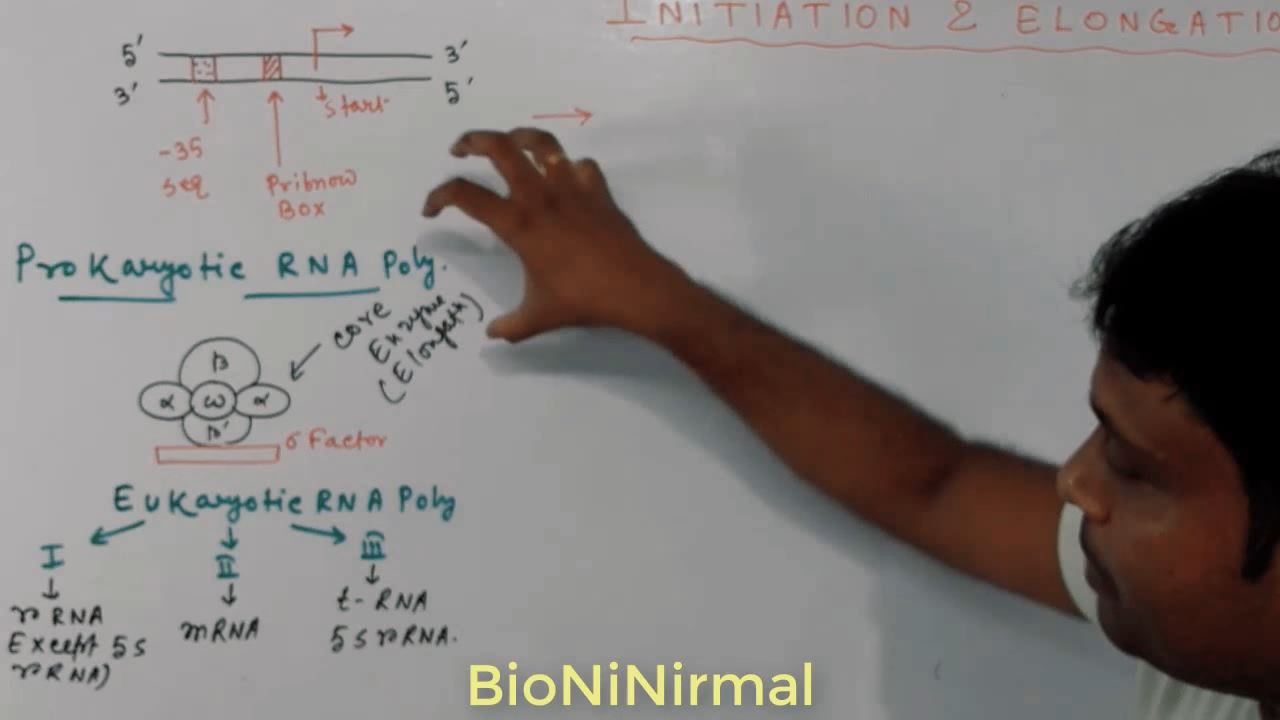 INITIATION & ELONGATIO
5' 3'
3' 5'
start
-35
seq
Pribnow
Box
Prokaryotic RNA Poly.
core
Enzyme
B
α ω α
B'
σ Factor
Eukaryotic RNA Poly
I II III
rRNA
Except 5s
rRNA)
mRNA
t-RNA
5s rRNA.
BioNiNirmal